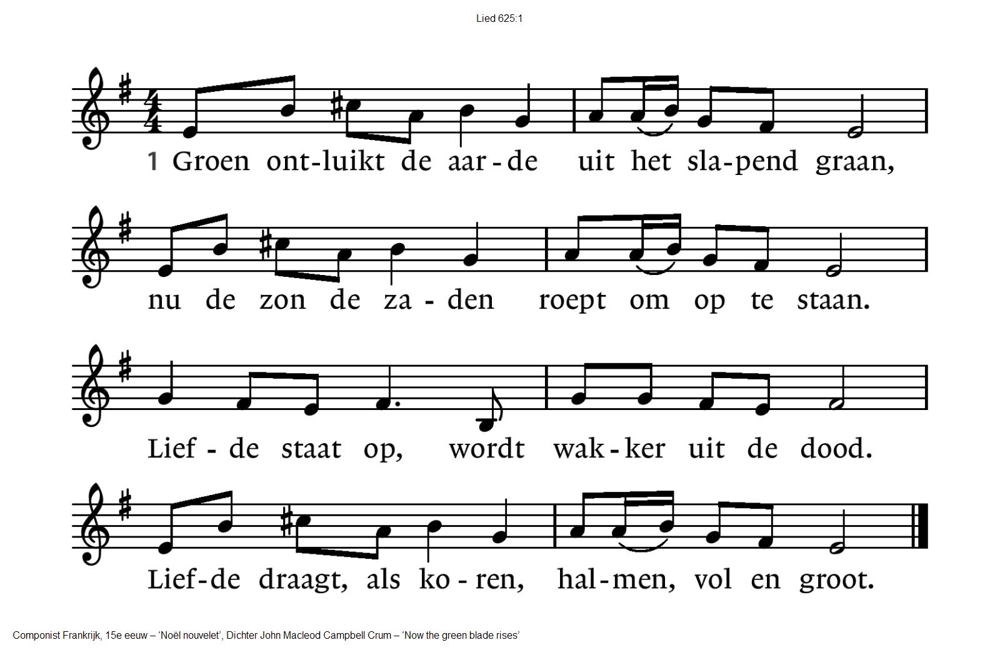 Lied 625:1
1 Groen ont-luikt de aar-de uit het sla-pend graan,
nu de zon de za - den roept om op te staan.
Lief - de staat op, wordt wak-ker uit de dood.
Lief-de draagt, als ko - ren, hal-men, vol en groot.
Componist Frankrijk, 15e eeuw – ‘Noël nouvelet’, Dichter John Macleod Campbell Crum – ‘Now the green blade rises’